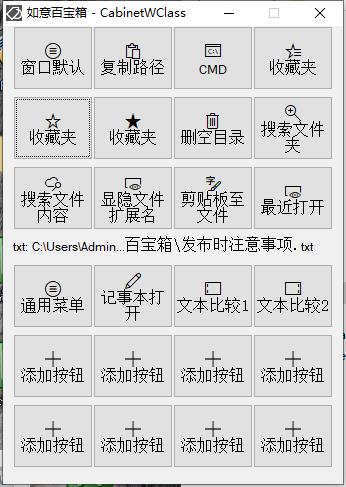 如意百宝箱 - CabinetWClass
窗口默认 复制路径 CMD 收藏夹
收藏夹 收藏夹 删空目录 搜索文件
夹
搜索文件 显隐文件 剪贴板至 最近打开
内容 扩展名 文件
txt: C:\Users\Admin...百宝箱\发布时注意事项.txt
通用菜单 记事本打 文本比较1 文本比较2
开
添加按钮 添加按钮 添加按钮 添加按钮
添加按钮 添加按钮 添加按钮 添加按钮